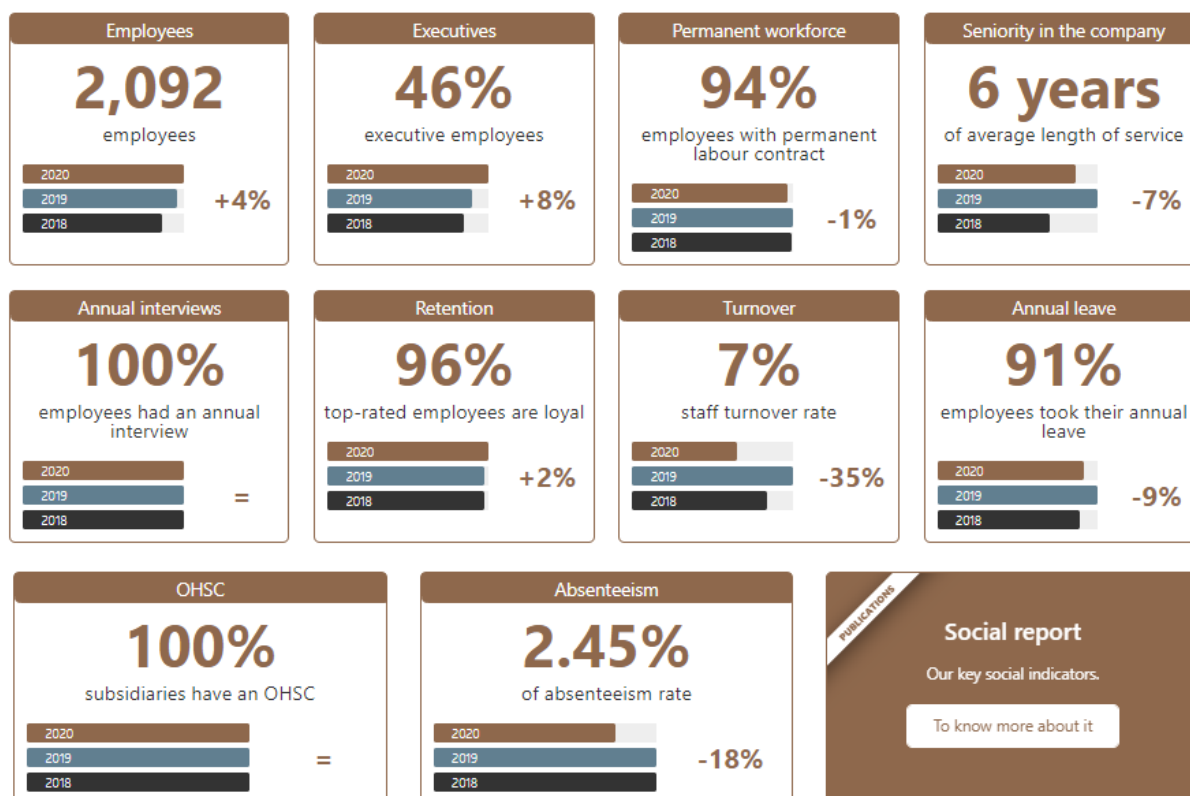 Employees
2,092
employees
2020
2019
2018
+4%
Executives
46%
executive employees
2020
2019
2018
+8%
Permanent workforce
94%
employees with permanent
labour contract
2020
2019
2018
-1%
Seniority in the company
6 years
of average length of service
2020
2019
2018
-7%
Annual interviews
100%
employees had an annual
interview
2020
2019
2018
=
Retention
96%
top-rated employees are loyal
2020
2019
2018
+2%
Turnover
7%
staff turnover rate
2020
2019
2018
-35%
Annual leave
91%
employees took their annual
leave
2020
2019
2018
-9%
OHSC
100%
subsidiaries have an OHSC
2020
2019
2018
=
Absenteeism
2.45%
of absenteeism rate
2020
2019
2018
-18%
PUBLICATIONS
Social report
Our key social indicators.
To know more about it